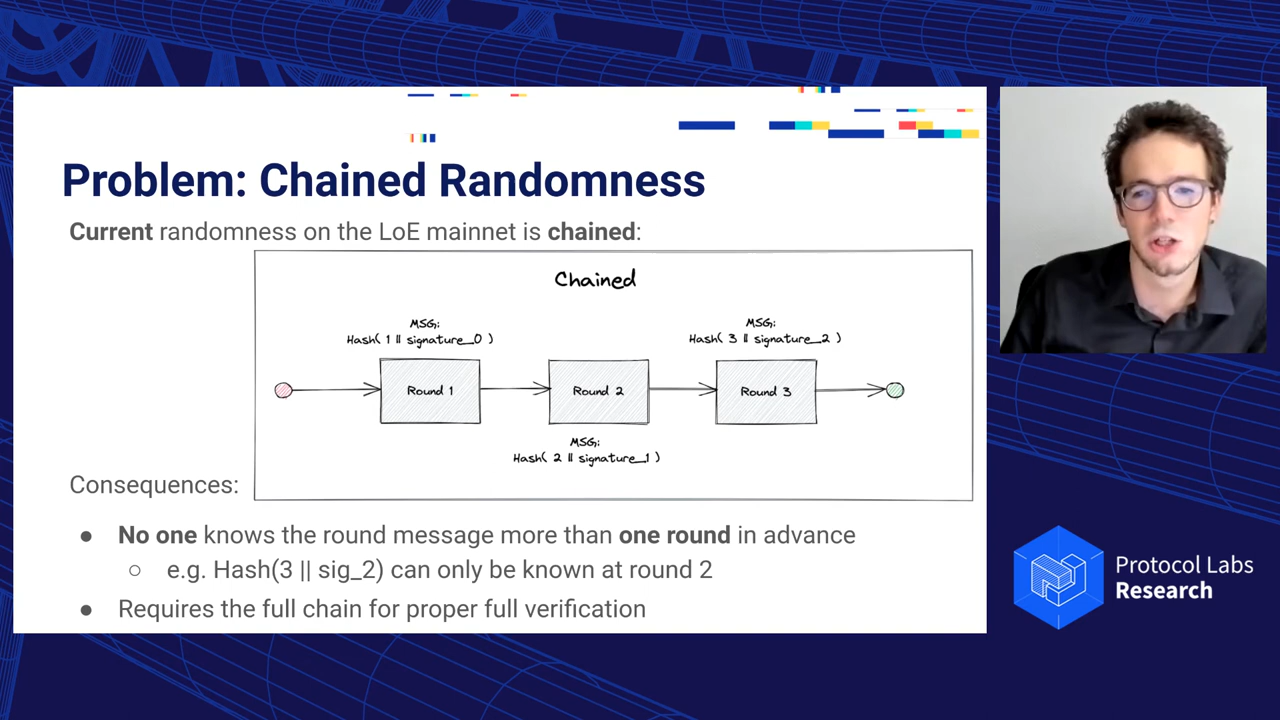 Problem: Chained Randomness
Current randomness on the LoE mainnet is chained:
Chained
MSG:
Hash( 1 || signature_0 )
MSG:
Hash( 3 || signature_2 )
Round 1
Round 2
Round 3
MSG:
Hash( 2 || signature_1 )
Consequences:
● No one knows the round message more than one round in advance
○ e.g. Hash(3 || sig_2) can only be known at round 2
● Requires the full chain for proper full verification
Protocol Labs
Research